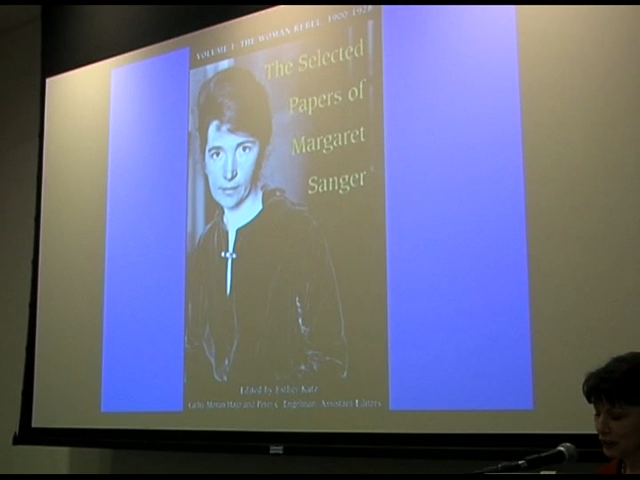 VOLUME 1: THE WOMAN REBEL, 1900-1928
The Selected
Papers of
Margaret
Sanger
Edited by Esther Katz
Cathy Moran Hajo and Peter C. Engelman, Associate Editors